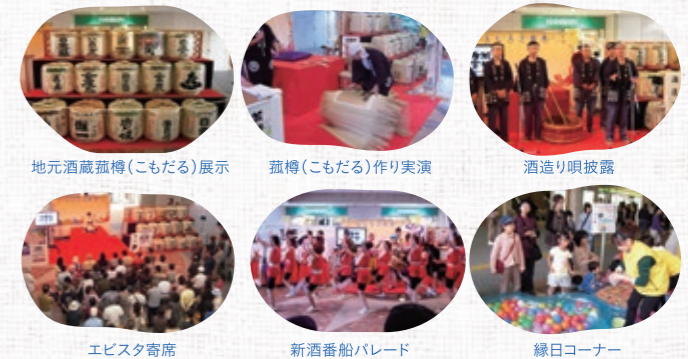 地元酒蔵菰樽（こもだる）展示
菰樽（こもだる）作り実演
酒造り唄披露
エビスタ寄席
新酒番船パレード
縁日コーナー